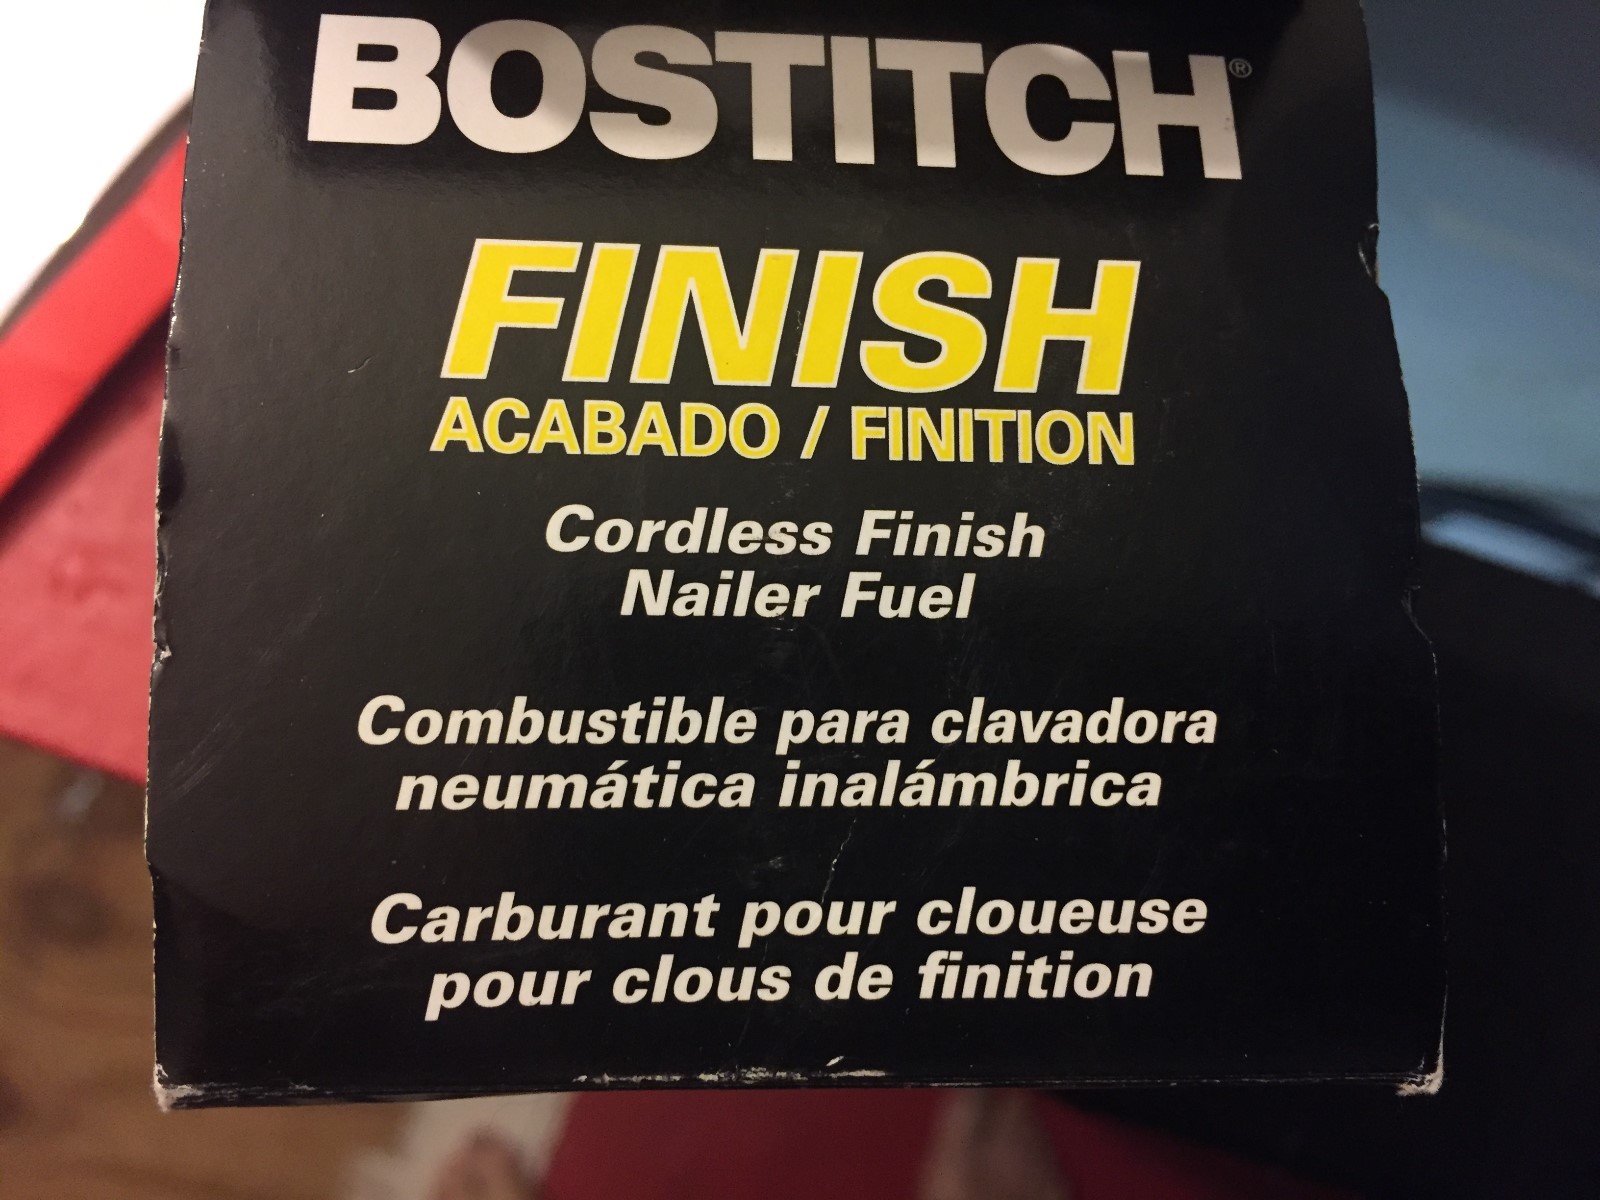 BOSTITCH®
FINISH
ACABADO / FINITION
Cordless Finish
Nailer Fuel
Combustible para clavadora
neumática inalámbrica
Carburant pour cloueuse
pour clous de finition